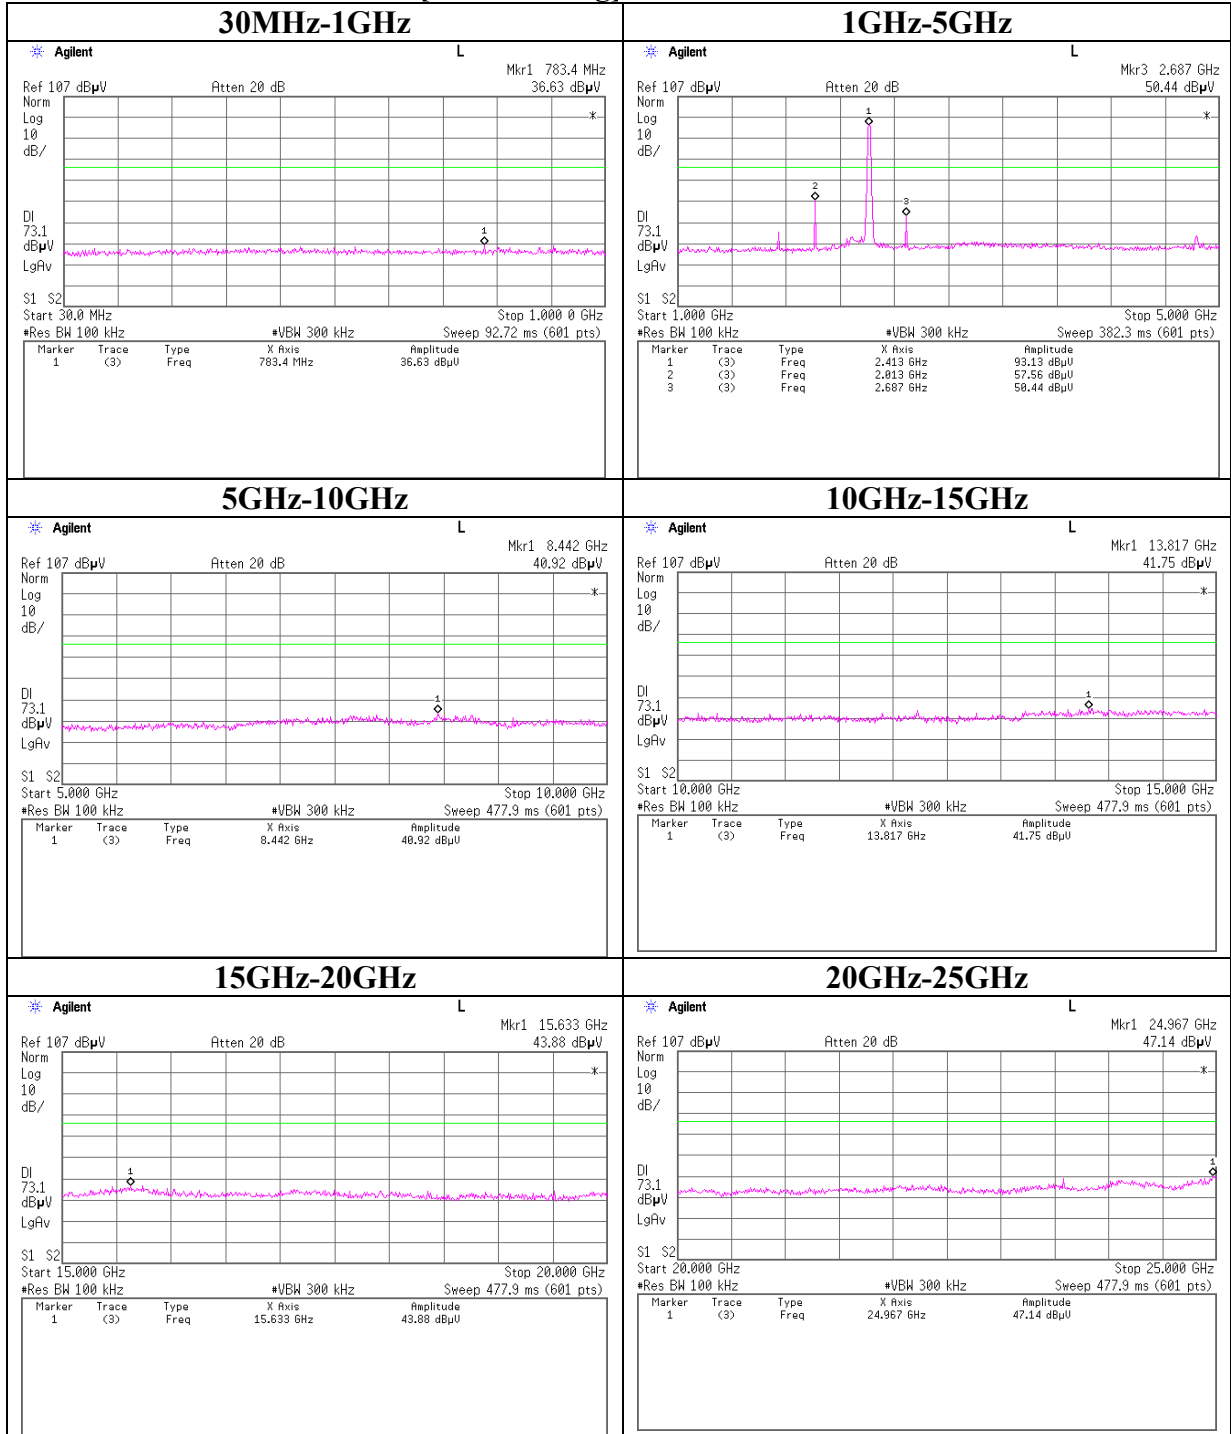 30MHz-1GHz
Agilent L
Mkr1 783.4 MHz
Ref 107 dBµV Atten 20 dB 36.63 dBµV
Norm
Log
10
dB/
1
DI
73.1
dBµV
LgAv
S1 S2
Start 30.0 MHz Stop 1.000 0 GHz
#Res BW 100 kHz #VBW 300 kHz Sweep 92.72 ms (601 pts)
Marker Trace Type X Axis Amplitude
1 (3) Freq 783.4 MHz 36.63 dBµV
1GHz-5GHz
Agilent L
Mkr3 2.687 GHz
Ref 107 dBµV Atten 20 dB 50.44 dBµV
Norm
Log
10
dB/
1
2
3
DI
73.1
dBµV
LgAv
S1 S2
Start 1.000 GHz Stop 5.000 GHz
#Res BW 100 kHz #VBW 300 kHz Sweep 382.3 ms (601 pts)
Marker Trace Type X Axis Amplitude
1 (3) Freq 2.413 GHz 93.13 dBµV
2 (3) Freq 2.013 GHz 57.56 dBµV
3 (3) Freq 2.687 GHz 50.44 dBµV
5GHz-10GHz
Agilent L
Mkr1 8.442 GHz
Ref 107 dBµV Atten 20 dB 40.92 dBµV
Norm
Log
10
dB/
1
DI
73.1
dBµV
LgAv
S1 S2
Start 5.000 GHz Stop 10.000 GHz
#Res BW 100 kHz #VBW 300 kHz Sweep 477.9 ms (601 pts)
Marker Trace Type X Axis Amplitude
1 (3) Freq 8.442 GHz 40.92 dBµV
10GHz-15GHz
Agilent L
Mkr1 13.817 GHz
Ref 107 dBµV Atten 20 dB 41.75 dBµV
Norm
Log
10
dB/
1
DI
73.1
dBµV
LgAv
S1 S2
Start 10.000 GHz Stop 15.000 GHz
#Res BW 100 kHz #VBW 300 kHz Sweep 477.9 ms (601 pts)
Marker Trace Type X Axis Amplitude
1 (3) Freq 13.817 GHz 41.75 dBµV
15GHz-20GHz
Agilent L
Mkr1 15.633 GHz
Ref 107 dBµV Atten 20 dB 43.88 dBµV
Norm
Log
10
dB/
1
DI
73.1
dBµV
LgAv
S1 S2
Start 15.000 GHz Stop 20.000 GHz
#Res BW 100 kHz #VBW 300 kHz Sweep 477.9 ms (601 pts)
Marker Trace Type X Axis Amplitude
1 (3) Freq 15.633 GHz 43.88 dBµV
20GHz-25GHz
Agilent L
Mkr1 24.967 GHz
Ref 107 dBµV Atten 20 dB 47.14 dBµV
Norm
Log
10
dB/
1
DI
73.1
dBµV
LgAv
S1 S2
Start 20.000 GHz Stop 25.000 GHz
#Res BW 100 kHz #VBW 300 kHz Sweep 477.9 ms (601 pts)
Marker Trace Type X Axis Amplitude
1 (3) Freq 24.967 GHz 47.14 dBµV